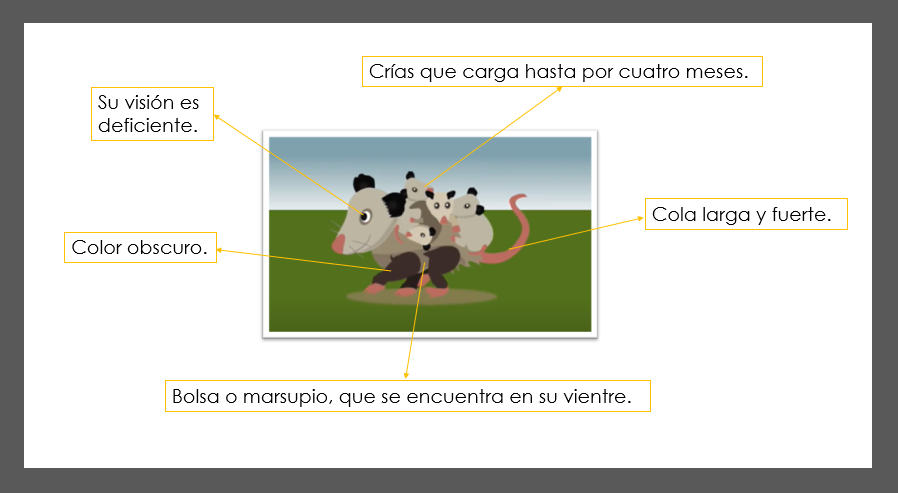 Crías que carga hasta por cuatro meses.
Su visión es
deficiente.
Cola larga y fuerte.
Color obscuro.
Bolsa o marsupio, que se encuentra en su vientre.